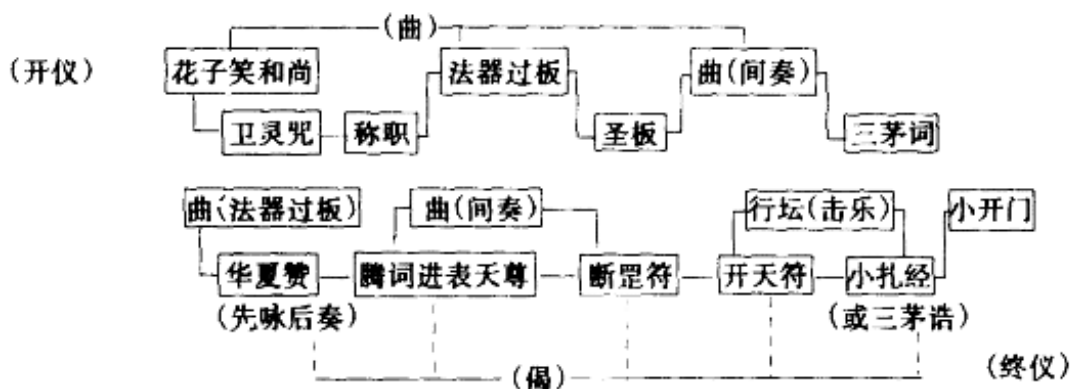 (曲)
(开仪) 花子笑和尚 法器过板 曲(间奏)
卫灵咒 称职 圣板 三茅词
曲(法器过板) 曲(间奏) 行坛(击乐) 小开门
华夏赞 腾词进表天尊 断罡符 开天符 小扎经
(先咏后奏) (或三茅诰)
(偈) (终仪)